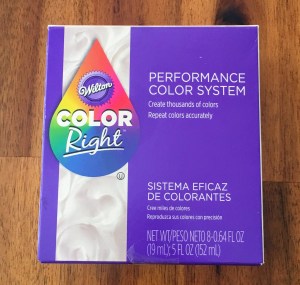 Wilton
COLOR
Right
PERFORMANCE
COLOR SYSTEM
Create thousands of colors
Repeat colors accurately
SISTEMA EFICAZ
DE COLORANTES
Cree miles de colores
Reproduzca sus colores con precisión
NET WT/PESO NETO 8-0.64 FL OZ
(19 mL); 5 FL OZ (152 mL)